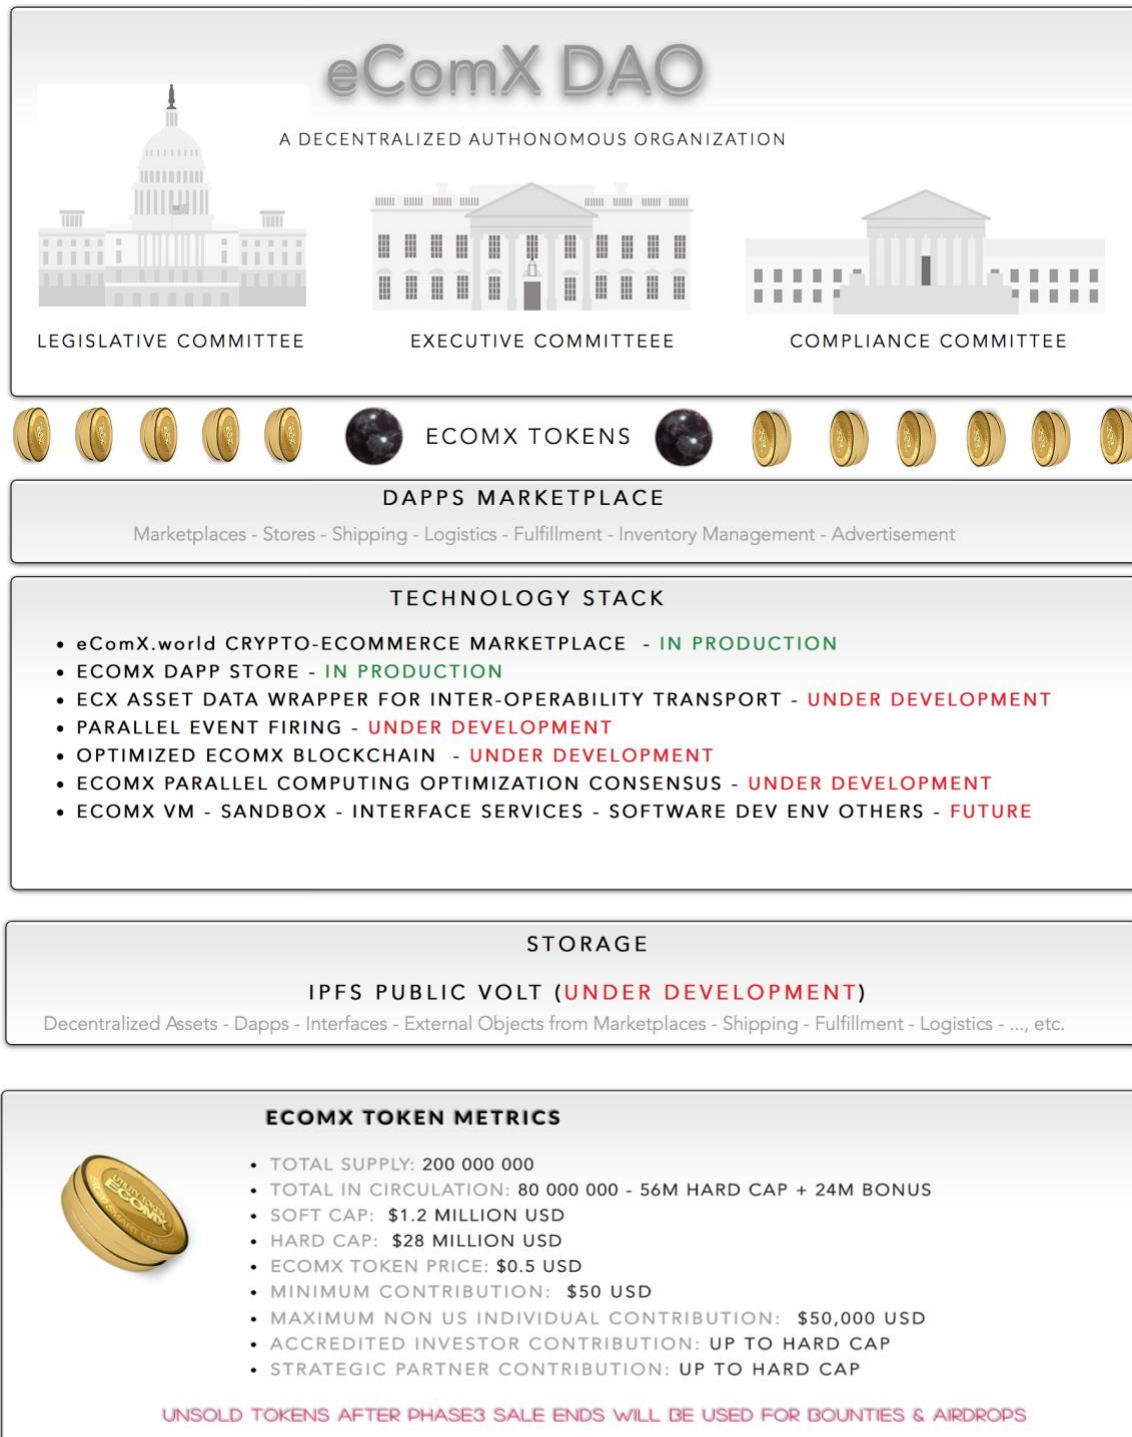 eComX DAO
A DECENTRALIZED AUTHONOMOUS ORGANIZATION
LEGISLATIVE COMMITTEE
EXECUTIVE COMMITTEEE
COMPLIANCE COMMITTEE
ECOMX TOKENS
DAPPS MARKETPLACE
Marketplaces - Stores - Shipping - Logistics - Fulfillment - Inventory Management - Advertisement
TECHNOLOGY STACK
• eComX.world CRYPTO-ECOMMERCE MARKETPLACE - IN PRODUCTION
• ECOMX DAPP STORE - IN PRODUCTION
• ECX ASSET DATA WRAPPER FOR INTER-OPERABILITY TRANSPORT - UNDER DEVELOPMENT
• PARALLEL EVENT FIRING - UNDER DEVELOPMENT
• OPTIMIZED ECOMX BLOCKCHAIN - UNDER DEVELOPMENT
• ECOMX PARALLEL COMPUTING OPTIMIZATION CONSENSUS - UNDER DEVELOPMENT
• ECOMX VM - SANDBOX - INTERFACE SERVICES - SOFTWARE DEV ENV OTHERS - FUTURE
STORAGE
IPFS PUBLIC VOLT (UNDER DEVELOPMENT)
Decentralized Assets - Dapps - Interfaces - External Objects from Marketplaces - Shipping - Fulfillment - Logistics - ..., etc.
ECOMX TOKEN METRICS
• TOTAL SUPPLY: 200 000 000
• TOTAL IN CIRCULATION: 80 000 000 - 56M HARD CAP + 24M BONUS
• SOFT CAP: $1.2 MILLION USD
• HARD CAP: $28 MILLION USD
• ECOMX TOKEN PRICE: $0.5 USD
• MINIMUM CONTRIBUTION: $50 USD
• MAXIMUM NON US INDIVIDUAL CONTRIBUTION: $50,000 USD
• ACCREDITED INVESTOR CONTRIBUTION: UP TO HARD CAP
• STRATEGIC PARTNER CONTRIBUTION: UP TO HARD CAP
UTILITY TOKEN
ECOMX
UNSOLD TOKENS AFTER PHASE3 SALE ENDS WILL BE USED FOR BOUNTIES & AIRDROPS